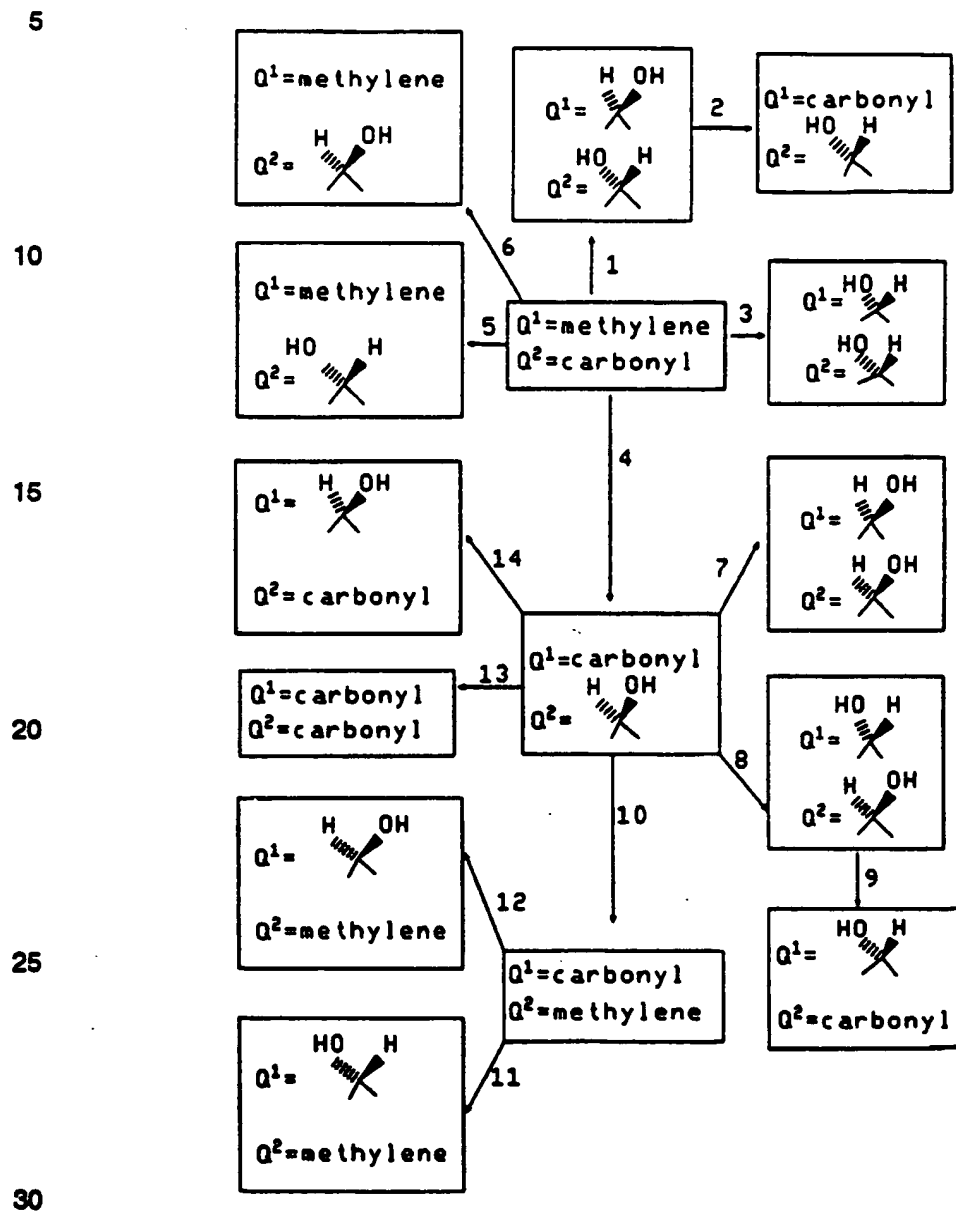 5
Q¹=methylene
H OH
Q²=
H OH
Q¹=
HO H
Q²=
2
Q¹=carbonyl
HO H
Q²=
10
6
1
Q¹=methylene
HO H
Q²=
5
Q¹=methylene
Q²=carbonyl
3
Q¹=
HO H
Q²=
HO H
4
15
H OH
Q¹=
Q²=carbonyl
14
7
H OH
Q¹=
H OH
Q²=
13
Q¹=carbonyl
Q²=carbonyl
Q¹=carbonyl
H OH
Q²=
20
8
HO H
Q¹=
H OH
Q²=
10
9
H OH
Q¹=
Q²=methylene
12
25
Q¹=carbonyl
Q²=methylene
HO H
Q¹=
Q²=carbonyl
11
HO H
Q¹=
Q²=methylene
30